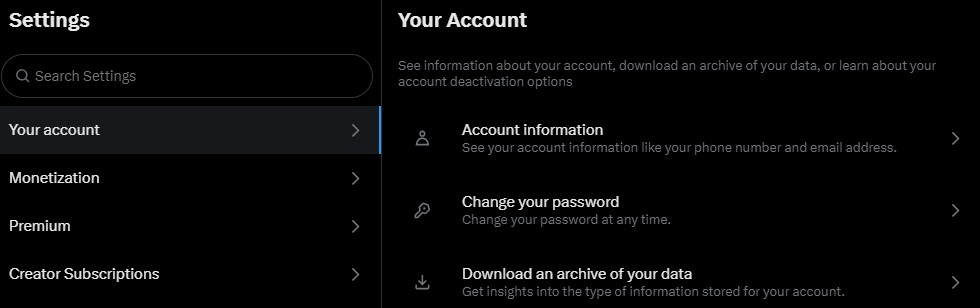 Settings
Search Settings
Your account
Monetization
Premium
Creator Subscriptions
Your Account
See information about your account, download an archive of your data, or learn about your
account deactivation options
Account information
See your account information like your phone number and email address.
Change your password
Change your password at any time.
Download an archive of your data
Get insights into the type of information stored for your account.